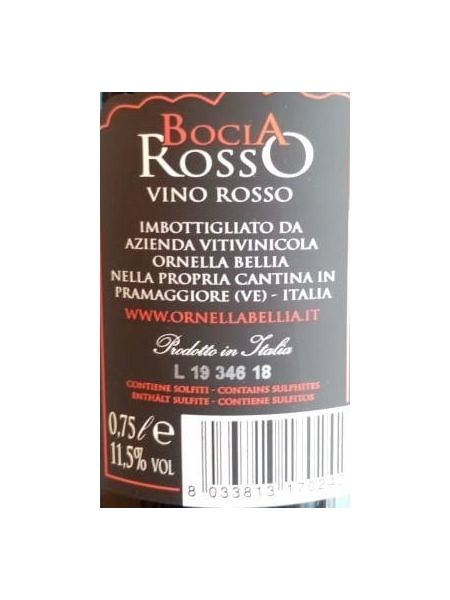 BOCIA
ROSSO
VINO ROSSO
IMBOTTIGLIATO DA
AZIENDA VITIVINICOLA
ORNELLA BELLIA
NELLA PROPRIA CANTINA IN
PRAMAGGIORE (VE) - ITALIA
WWW.ORNELLABELLIA.IT
Prodotto in Italia
L 19 346 18
CONTIENE SOLFITI - CONTAINS SULPHITES
ENTHÄLT SULFITE - CONTIENE SULFITOS
0,75 l e
11,5% VOL
8 033813